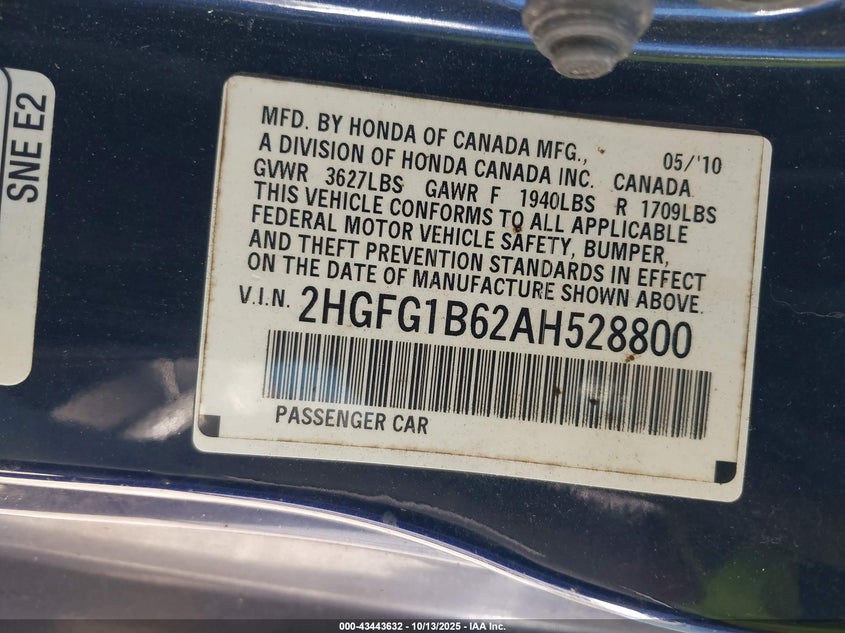 SNE E2
MFD. BY HONDA OF CANADA MFG., 05/'10
A DIVISION OF HONDA CANADA INC. CANADA
GVWR 3627LBS GAWR F 1940LBS R 1709LBS
THIS VEHICLE CONFORMS TO ALL APPLICABLE
FEDERAL MOTOR VEHICLE SAFETY, BUMPER,
AND THEFT PREVENTION STANDARDS IN EFFECT
ON THE DATE OF MANUFACTURE SHOWN ABOVE.
V.I.N. 2HGFG1B62AH528800
PASSENGER CAR
000-43443632 - 10/13/2025 - IAA Inc.